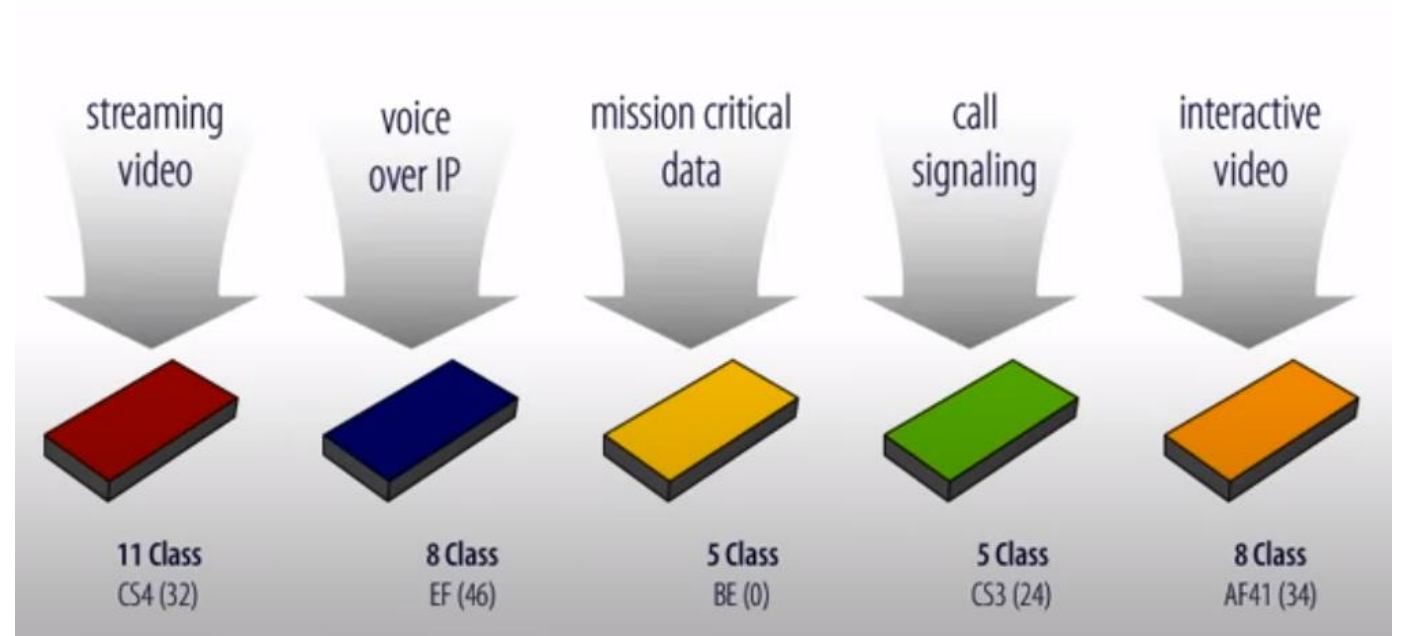 streaming
video
voice
over IP
mission critical
data
call
signaling
interactive
video
11 Class
CS4 (32)
8 Class
EF (46)
5 Class
BE (0)
5 Class
CS3 (24)
8 Class
AF41 (34)